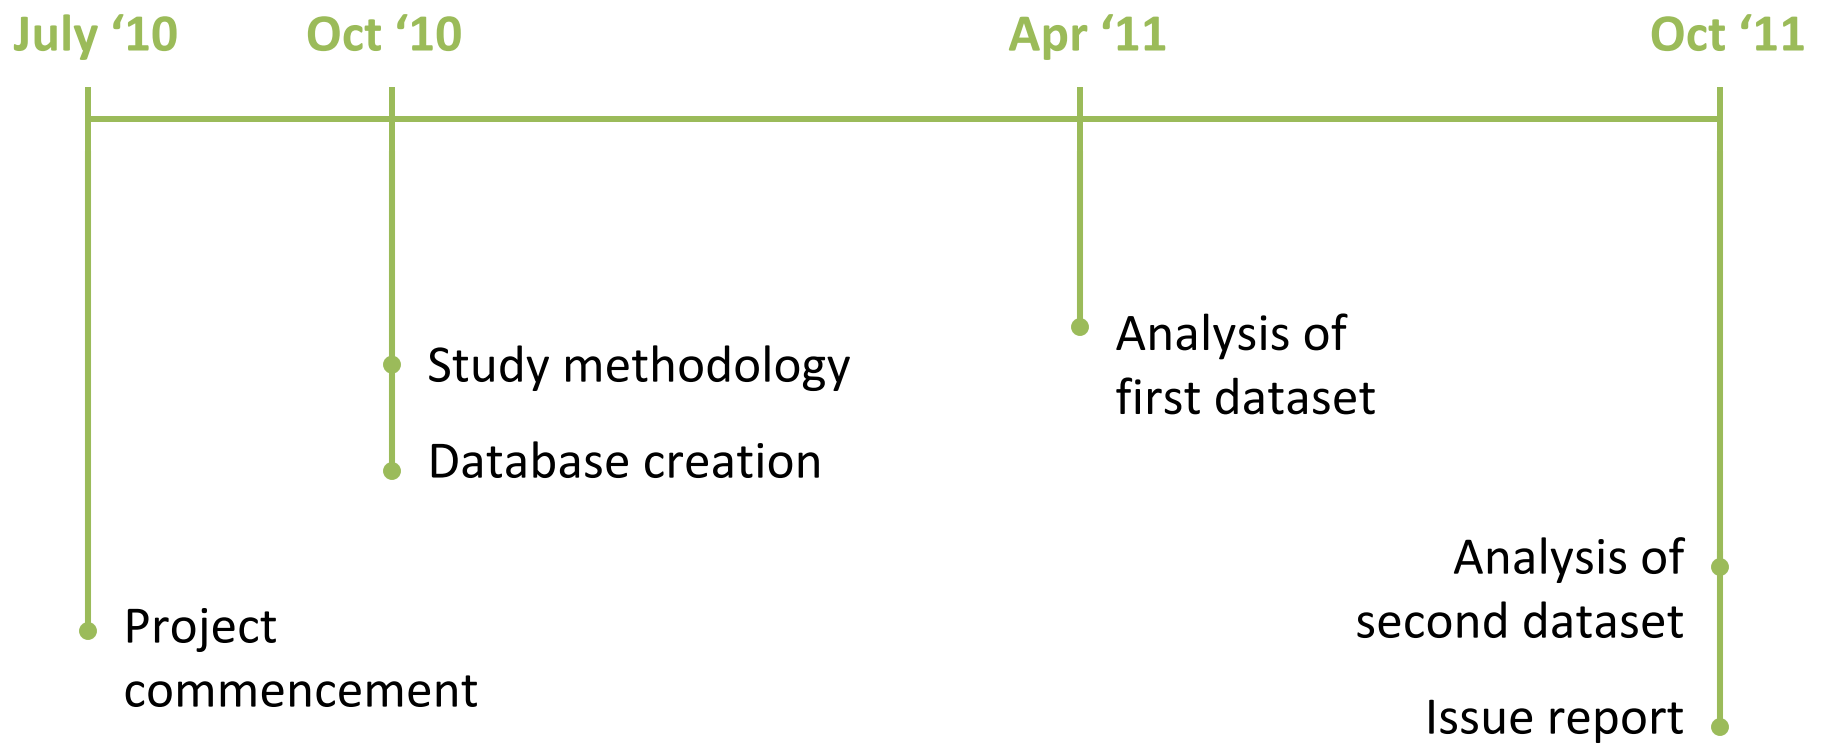 July ‘10
Oct ‘10
Apr ‘11
Oct ‘11
Analysis of
first dataset
Study methodology
Database creation
Analysis of
second dataset
Project
commencement
Issue report